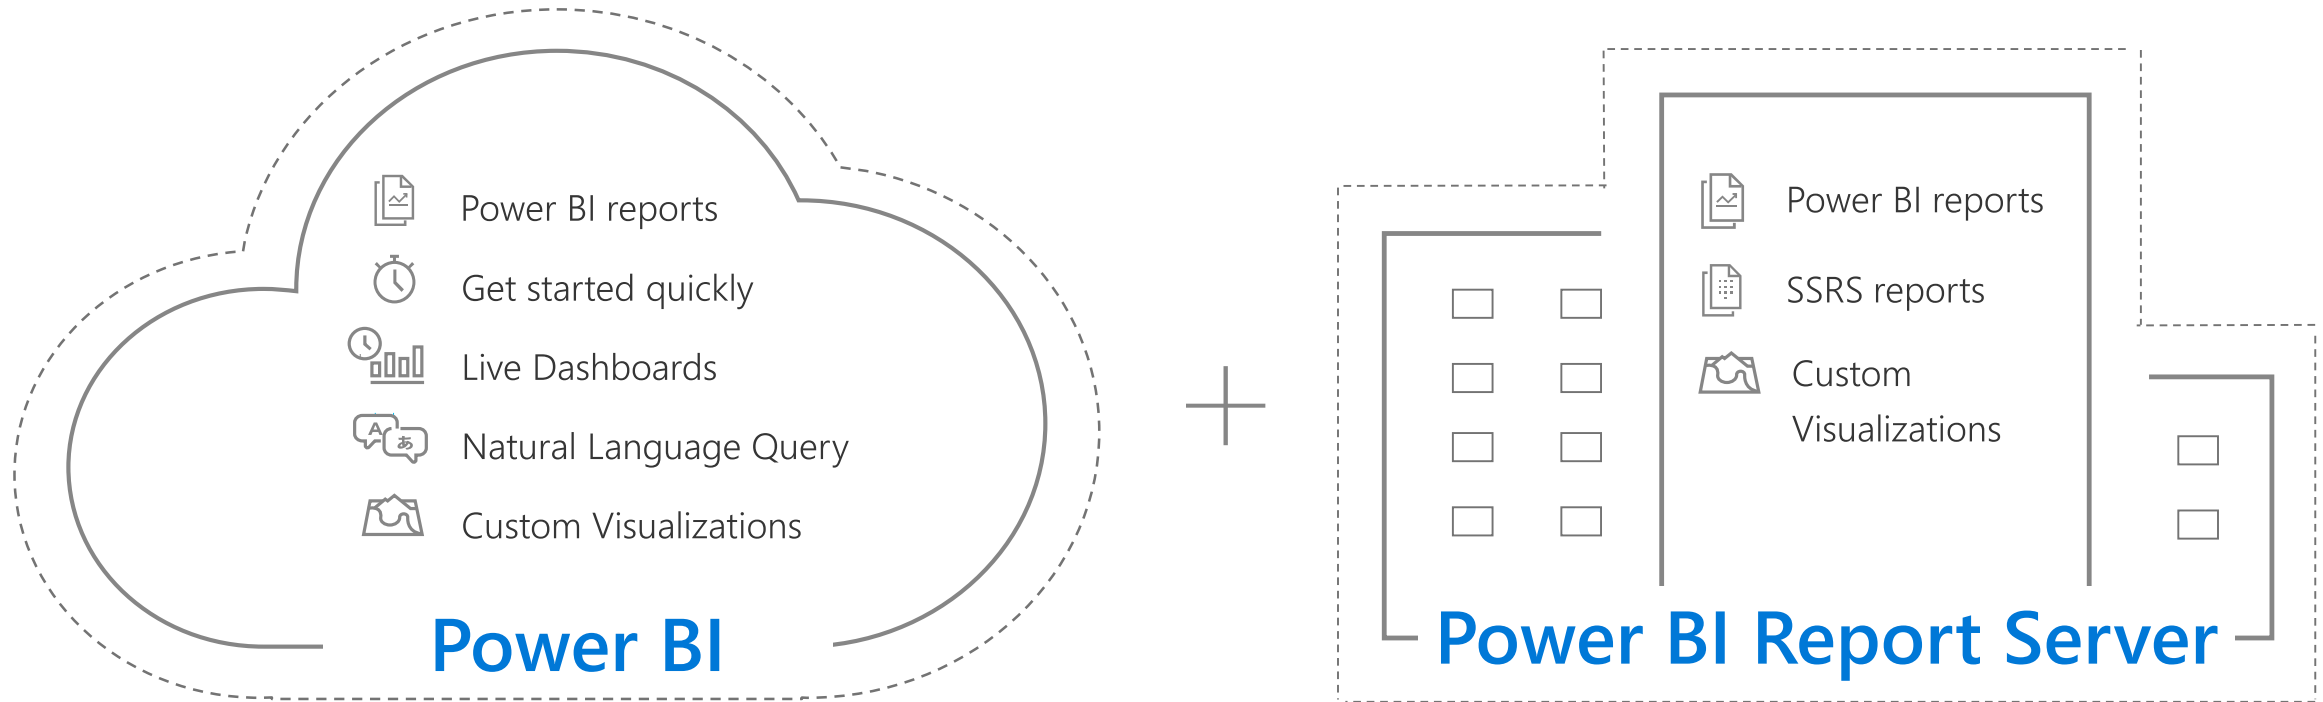 Power BI reports
Get started quickly
Live Dashboards
A あ
Natural Language Query
Custom Visualizations
Power BI
Power BI reports
SSRS reports
Custom
Visualizations
Power BI Report Server